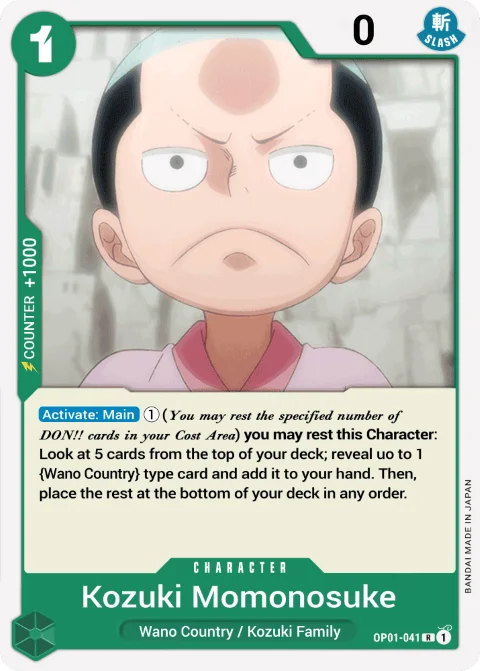 1
0
斬
SLASH
COUNTER +1000
Activate: Main ① (You may rest the specified number of
DON!! cards in your Cost Area) you may rest this Character:
Look at 5 cards from the top of your deck; reveal up to 1
{Wano Country} type card and add it to your hand. Then,
place the rest at the bottom of your deck in any order.
BANDAI MADE IN JAPAN
CHARACTER
Kozuki Momonosuke
Wano Country / Kozuki Family
OP01-041 R 1